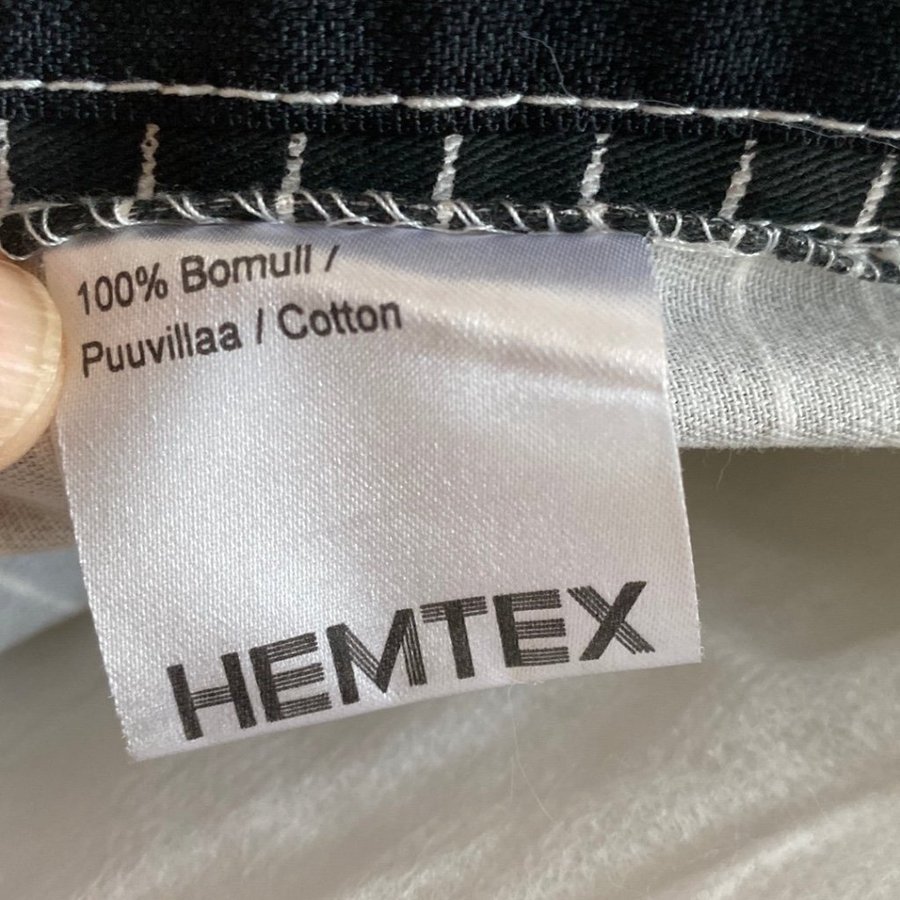 100% Bomull /
Puuvillaa / Cotton
HEMTEX